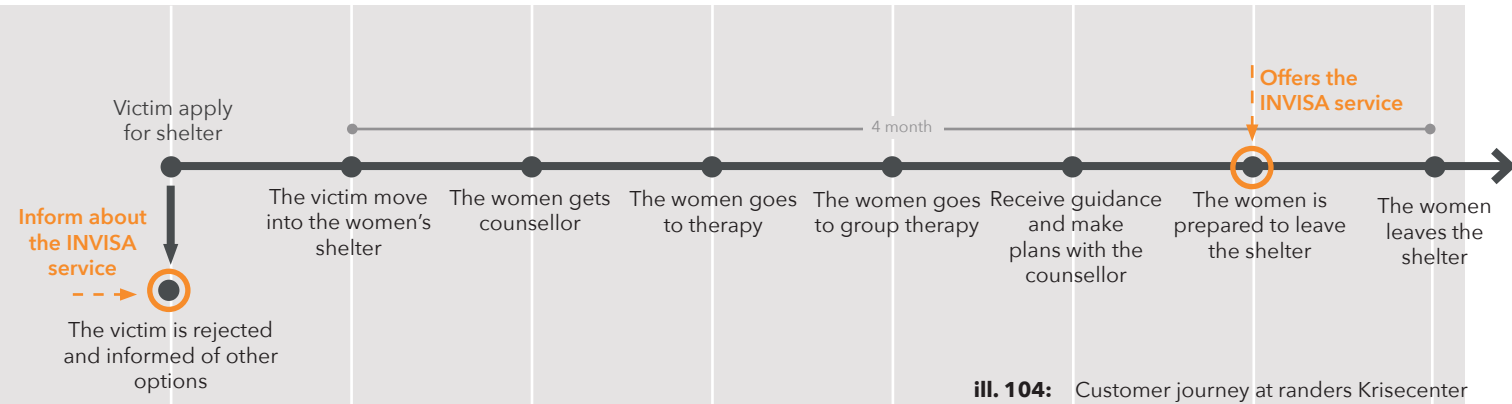 Offers the
INVISA service
Victim apply
for shelter
4 month
The victim move
into the women's
shelter
The women gets
counsellor
The women goes
to therapy
The women goes
to group therapy
Receive guidance
and make
plans with the
counsellor
The women is
prepared to leave
the shelter
The women
leaves the
shelter
Inform about
the INVISA
service
The victim is rejected
and informed of other
options
ill. 104: Customer journey at randers Krisecenter